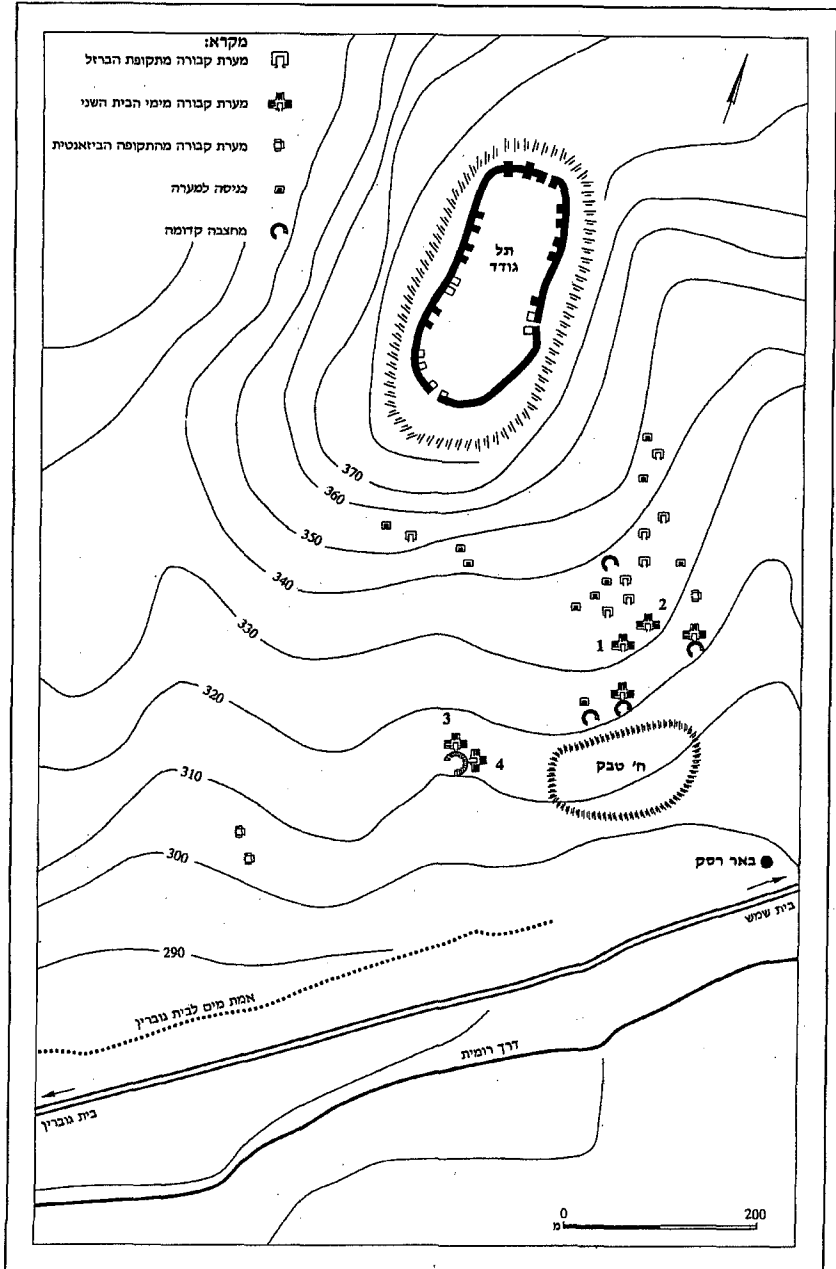 מקרא:
מערת קבורה מתקופת הברזל
מערת קבורה מימי הבית השני
מערת קבורה מהתקופה הביזאנטית
כניסה למערה
מחצבה קדומה
תל
גודד
370
360
350
340
330
320
310
300
290
2
1
3
4
ח' טבק
באר רסק
בית שמש
אמת מים לבית גוברין
דרך רומית
בית גוברין
0
200
מ